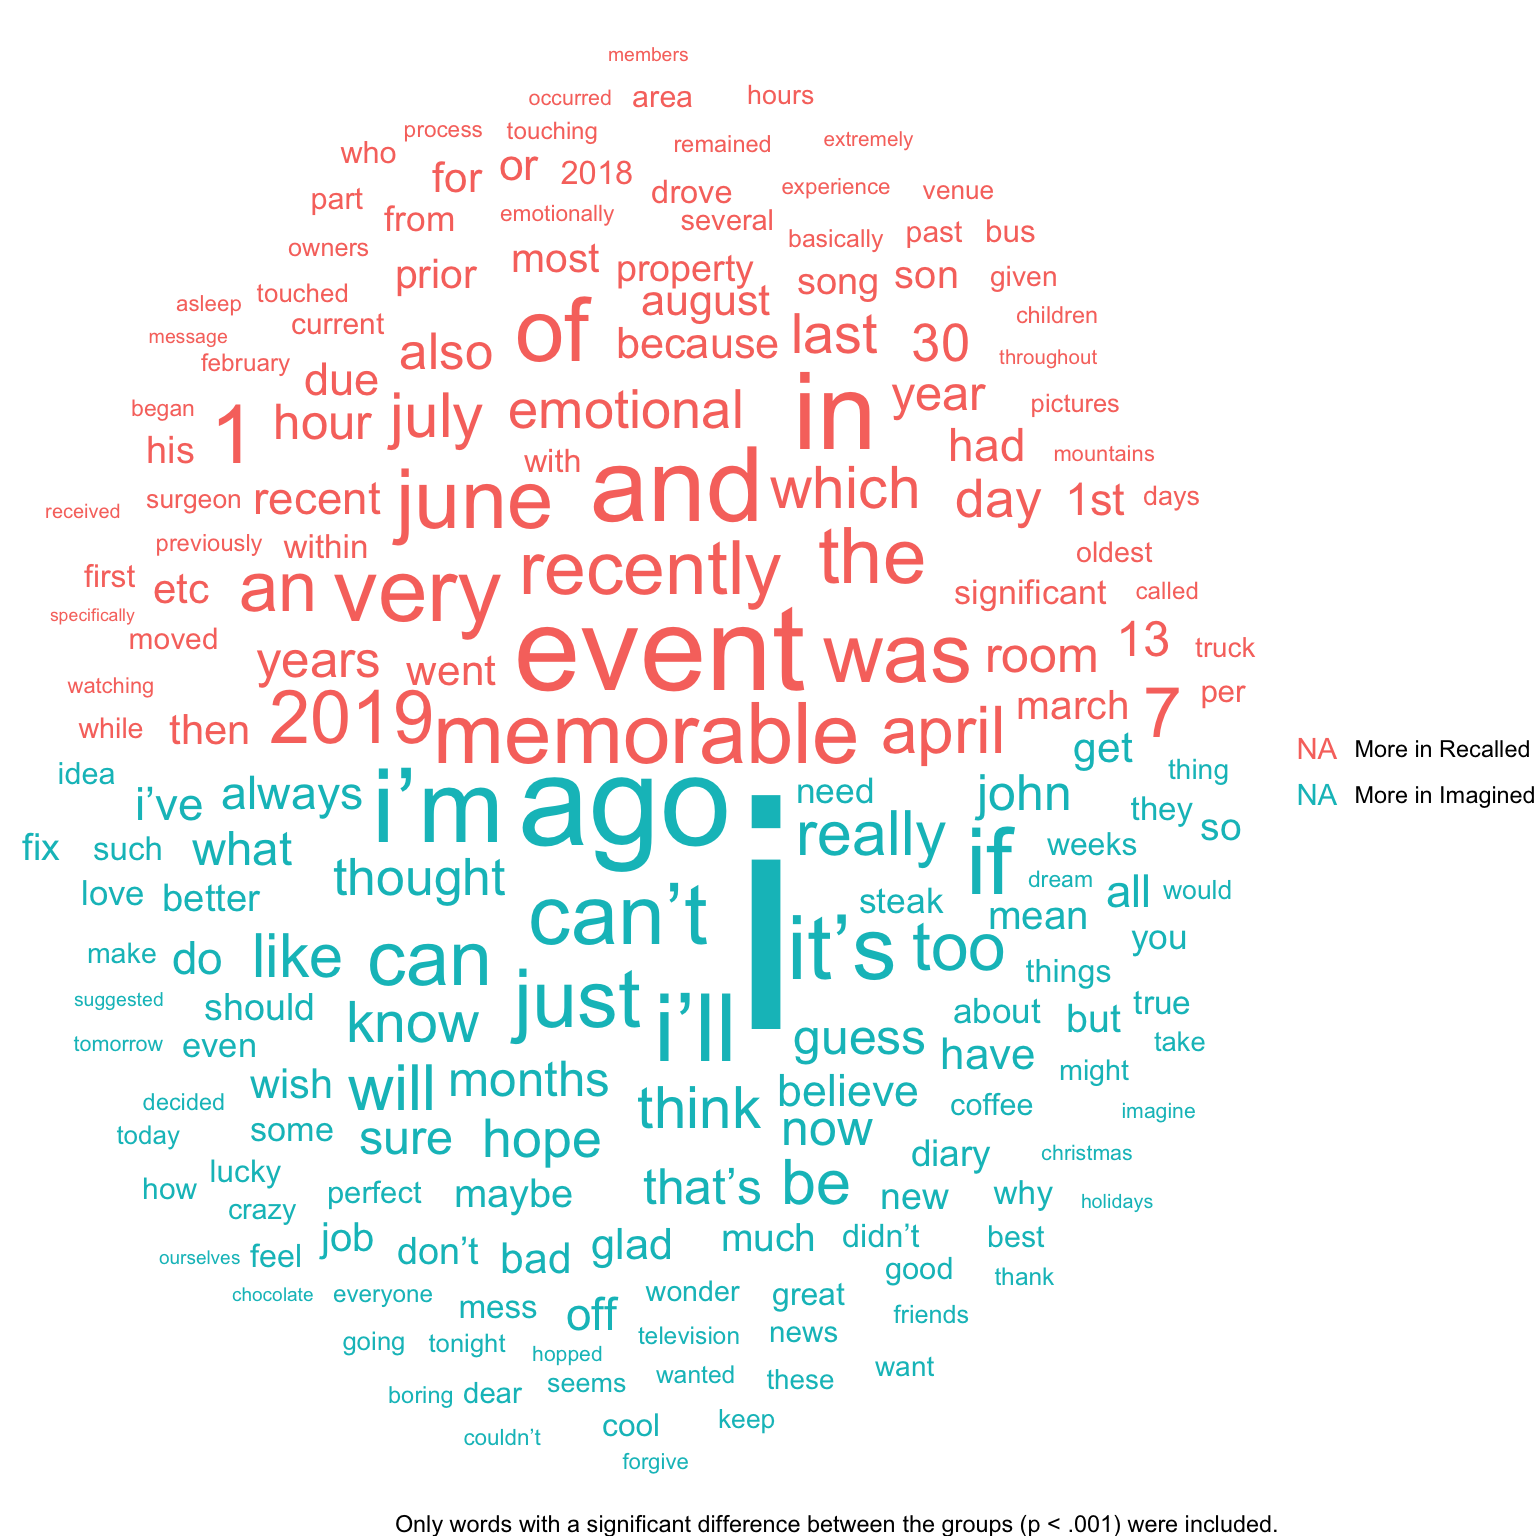 members
occurred area hours
process touching remained extremely
who for or 2018 drove experience venue
part from emotionally several basically past bus
owners prior most property song son given
asleep touched august children
message current also of because last 30 throughout
february due in year
began 1 hour july emotional pictures
his with had mountains
received surgeon recent june and which day 1st days
previously within recently the oldest
first etc an very significant called
specifically moved event was room 13 truck
years went
watching 2019 memorable april march 7 per
while then get
NA More in Recalled
idea i’ve always i’m ago need john thing
NA More in Imagined
they so
fix such what really if weeks
thought dream
love better can’t i steak mean all would
make do like can it’s too you
things
suggested should know just i’ll about but true
tomorrow even guess have take
wish will months think believe might
decided coffee imagine
today some sure hope now diary christmas
how lucky perfect maybe that’s be new why holidays
crazy
job don’t bad glad much didn’t best
ourselves feel good thank
chocolate everyone mess off wonder great friends
going tonight hopped television news
boring dear seems wanted these want
couldn’t cool keep
forgive
Only words with a significant difference between the groups (p < .001) were included.